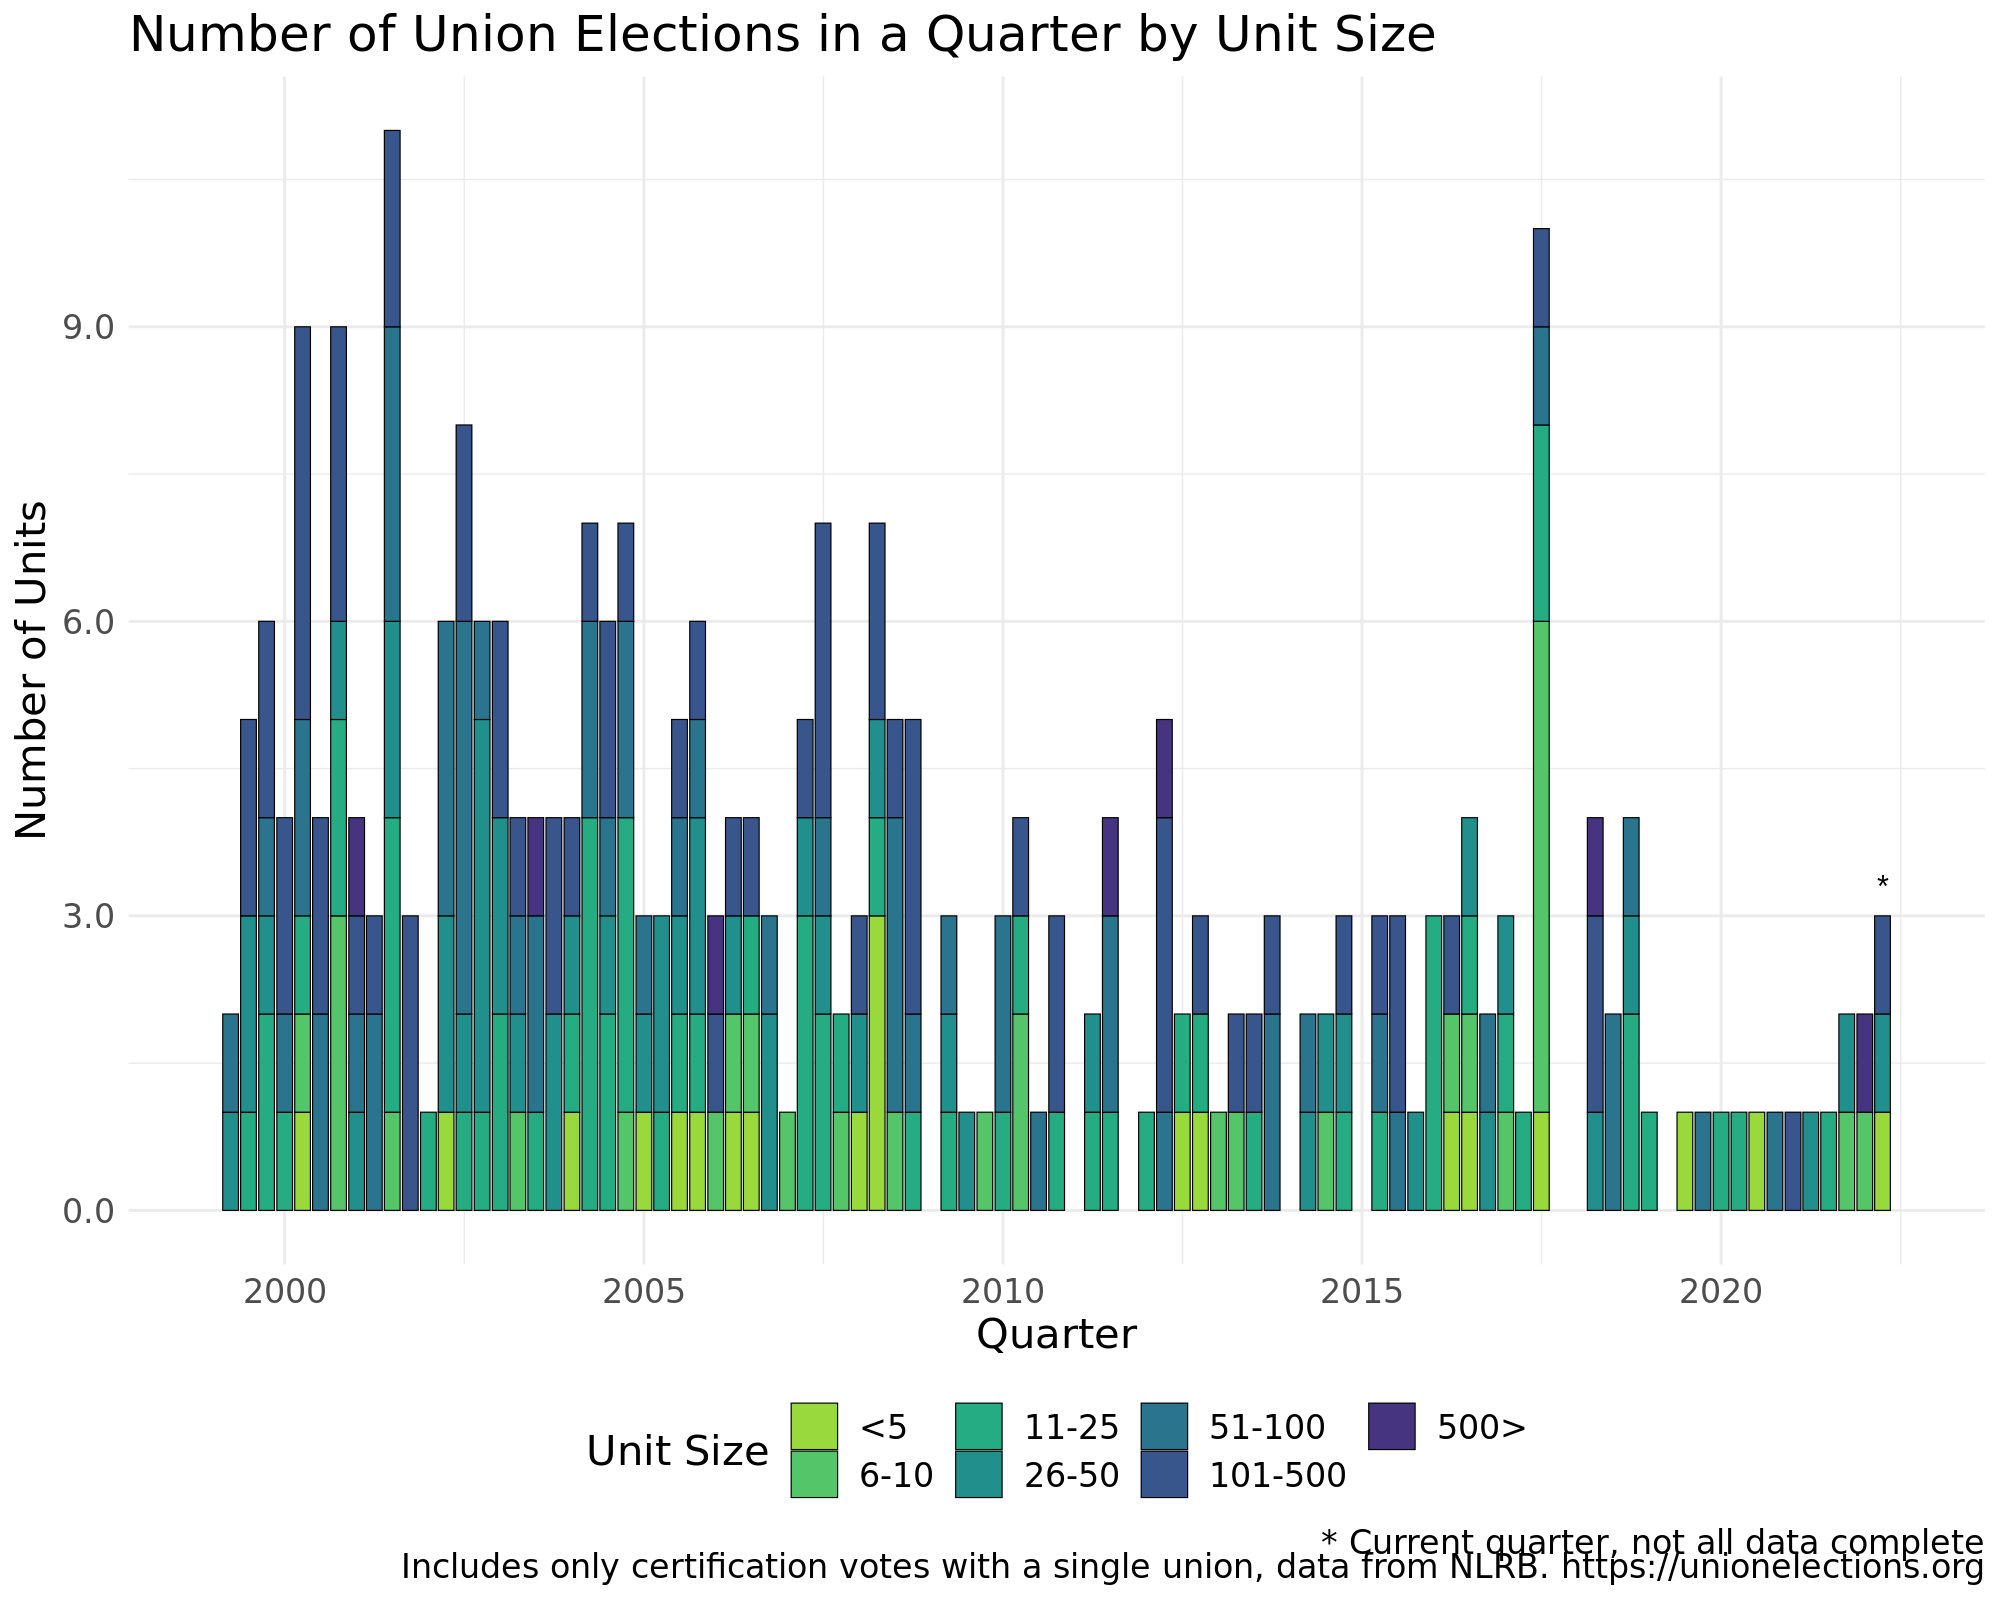 Number of Union Elections in a Quarter by Unit Size
Number of Units
9.0
6.0
3.0
0.0
*
2000 2005 2010 2015 2020
Quarter
Unit Size
<5 11-25 51-100 500>
6-10 26-50 101-500
* Current quarter, not all data complete
Includes only certification votes with a single union, data from NLRB. https://unionelections.org